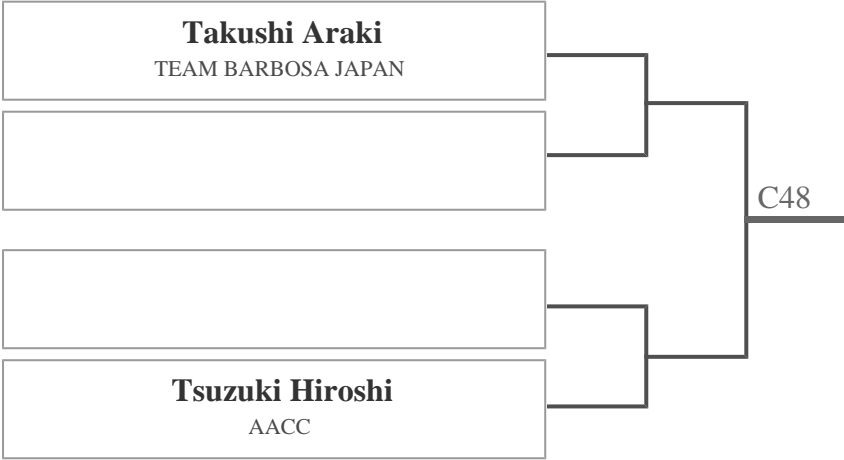 Takushi Araki
TEAM BARBOSA JAPAN
C48
Tsuzuki Hiroshi
AACC